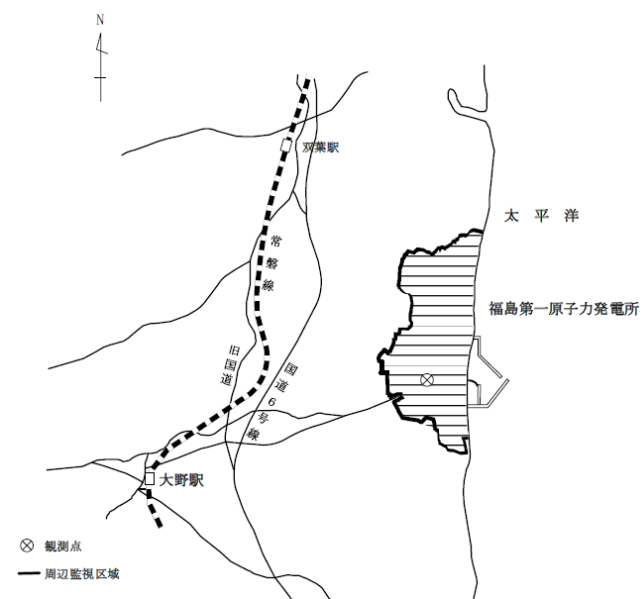 N
双葉駅
太平洋
常磐線
福島第一原子力発電所
旧国道
国道6号線
大野駅
観測点
周辺監視区域